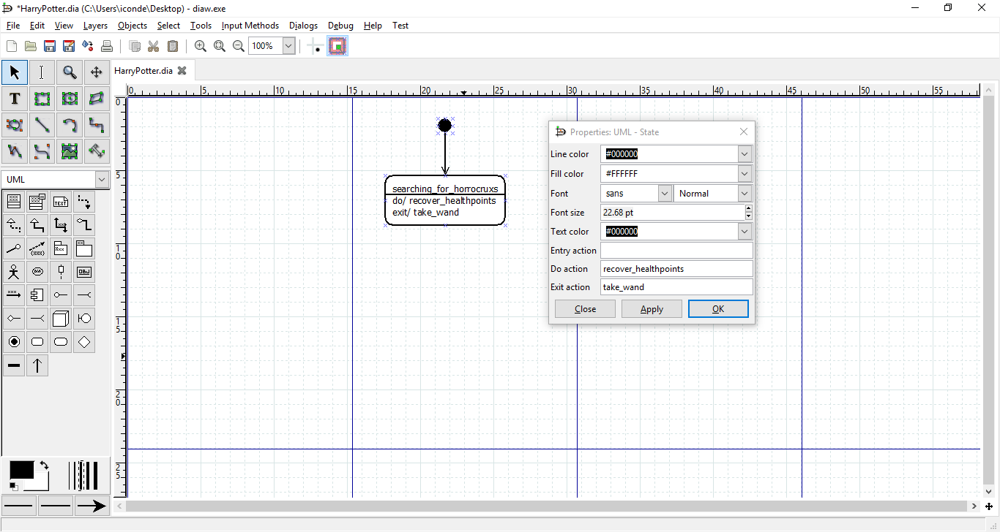 *HarryPotter.dia (C:\Users\iconde\Desktop) - diaw.exe
File Edit View Layers Objects Select Tools Input Methods Dialogs Debug Help Test
100%
HarryPotter.dia
0 5 10 15 20 25 30 35 40 45 50 55
T
UML
0
5
10
15
20
25
searching_for_horrocruxs
do/ recover_healthpoints
exit/ take_wand
Properties: UML - State
Line color #000000
Fill color #FFFFFF
Font sans Normal
Font size 22.68 pt
Text color #000000
Entry action
Do action recover_healthpoints
Exit action take_wand
Close Apply OK